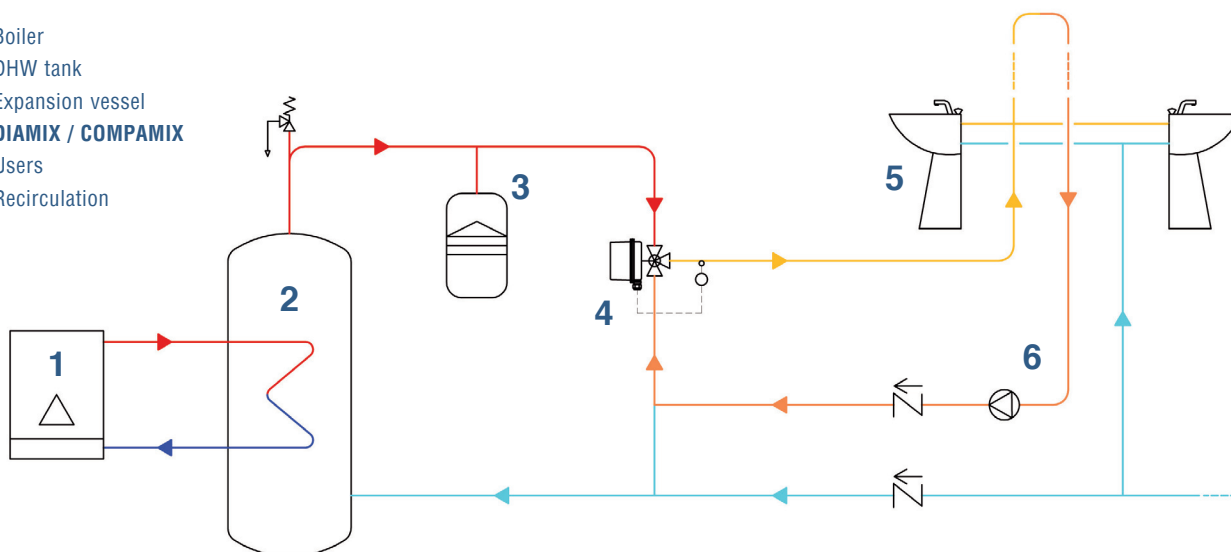 Boiler
DHW tank
Expansion vessel
DIAMIX / COMPAMIX
Users
Recirculation
5
3
2
4
6
1